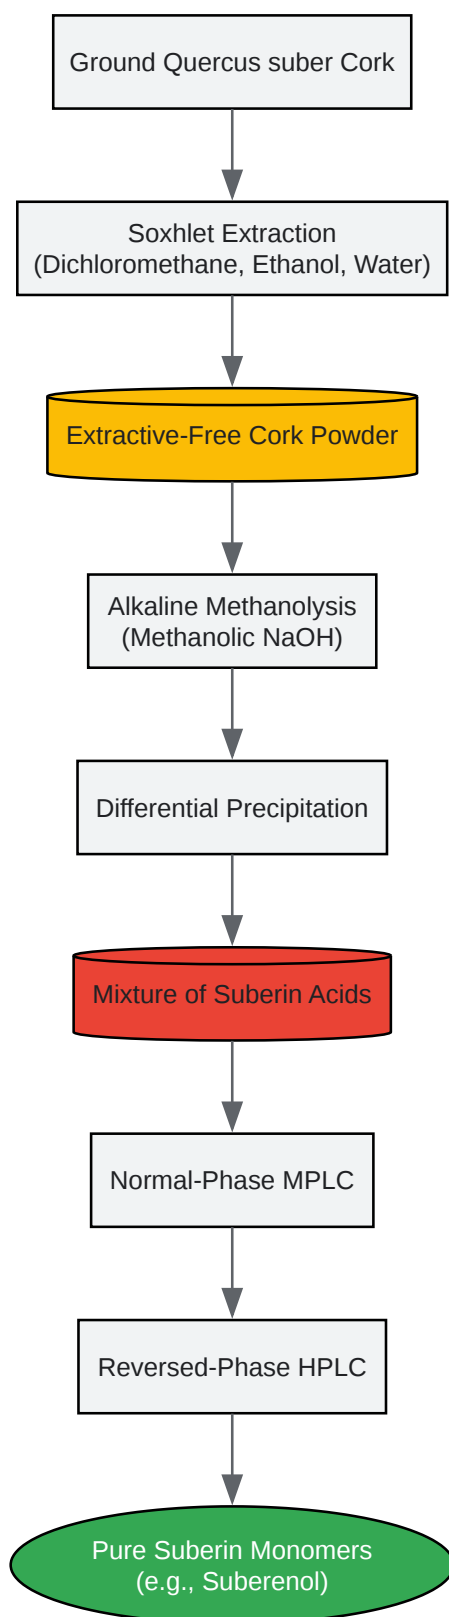 Ground Quercus suber Cork
Soxhlet Extraction
(Dichloromethane, Ethanol, Water)
Extractive-Free Cork Powder
Alkaline Methanolysis
(Methanolic NaOH)
Differential Precipitation
Mixture of Suberin Acids
Normal-Phase MPLC
Reversed-Phase HPLC
Pure Suberin Monomers
(e.g., Suberenol)